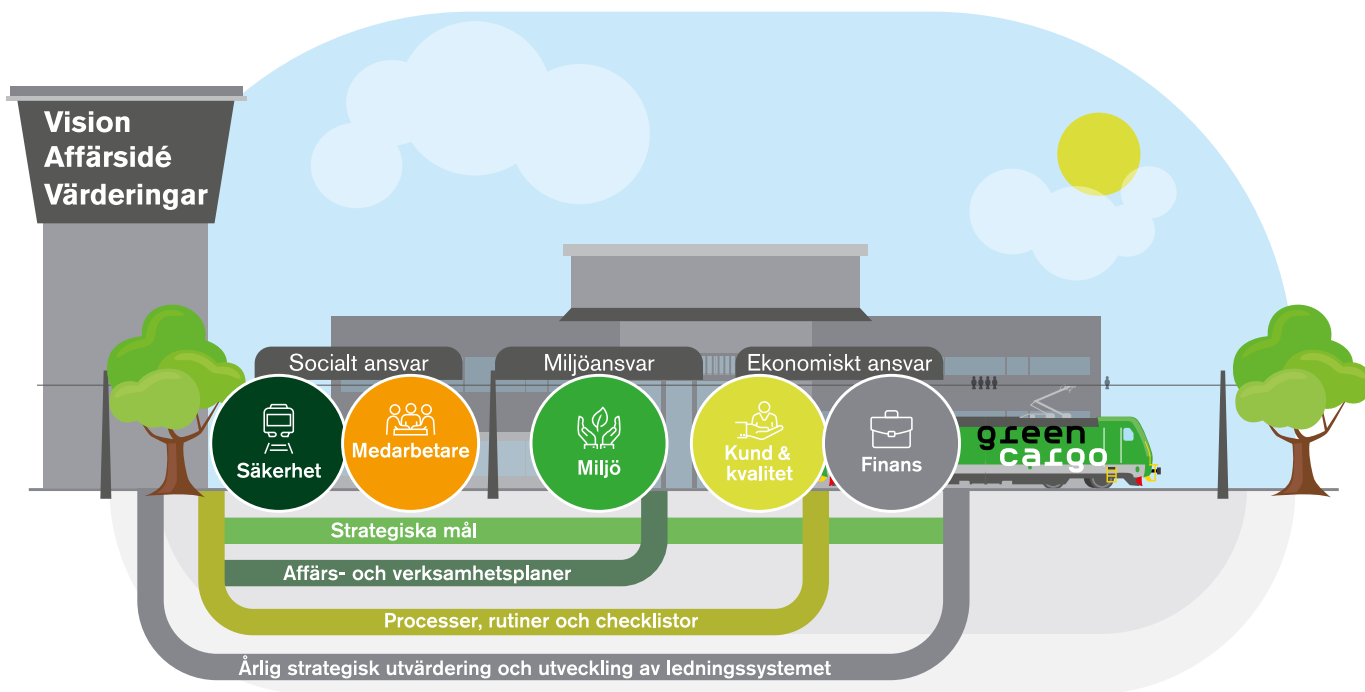 Vision
Affärsidé
Värderingar
Socialt ansvar
Miljöansvar
Ekonomiskt ansvar
Säkerhet
Medarbetare
Miljö
Kund &
kvalitet
Finans
green
cargo
Strategiska mål
Affärs- och verksamhetsplaner
Processer, rutiner och checklistor
Årlig strategisk utvärdering och utveckling av ledningssystemet